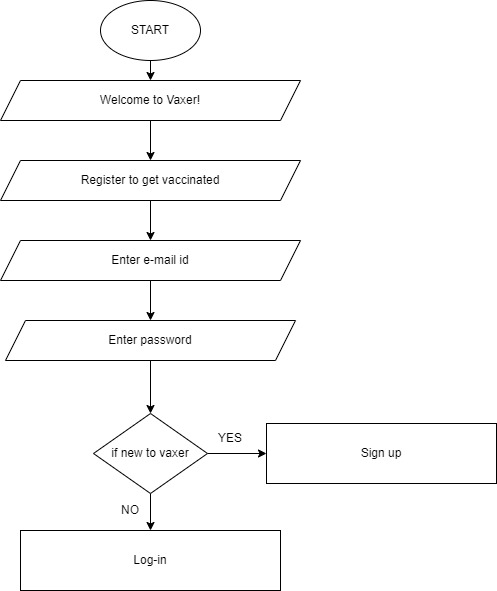 START
Welcome to Vaxer!
Register to get vaccinated
Enter e-mail id
Enter password
if new to vaxer
YES
Sign up
NO
Log-in